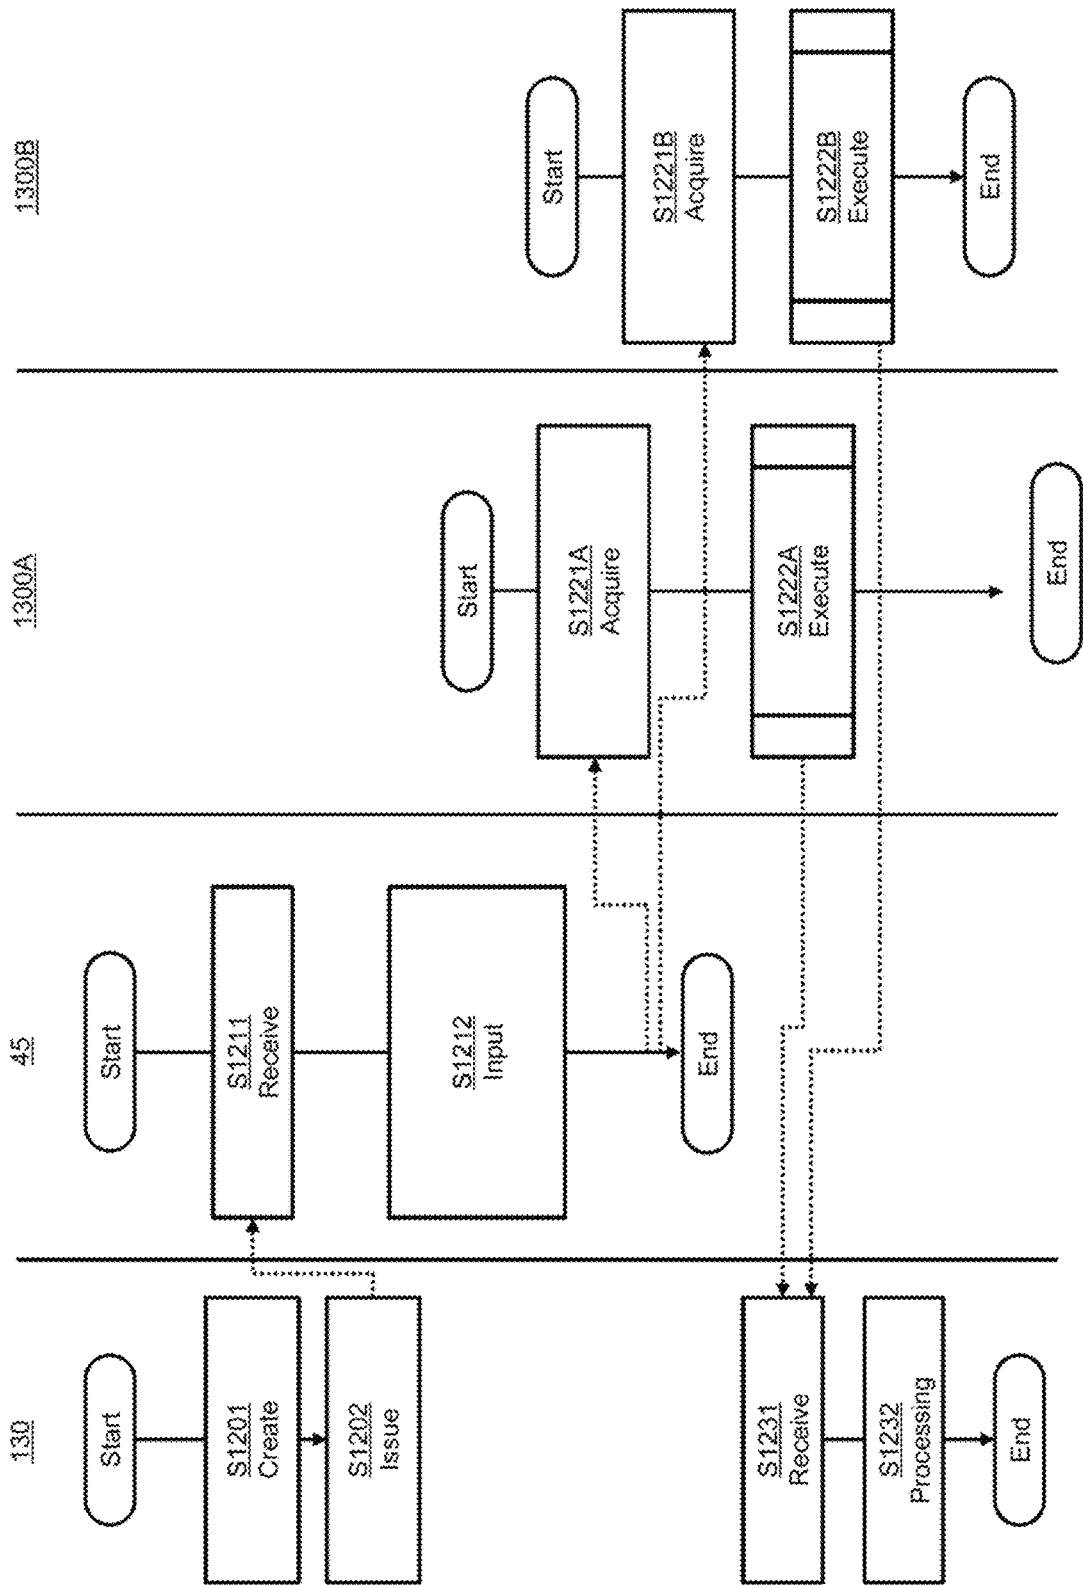 130
Start
S1201
Create
S1202
Issue
S1231
Receive
S1232
Processing
End
45
Start
S1211
Receive
S1212
Input
End
1300A
Start
S1221A
Acquire
S1222A
Execute
End
1300B
Start
S1221B
Acquire
S1222B
Execute
End